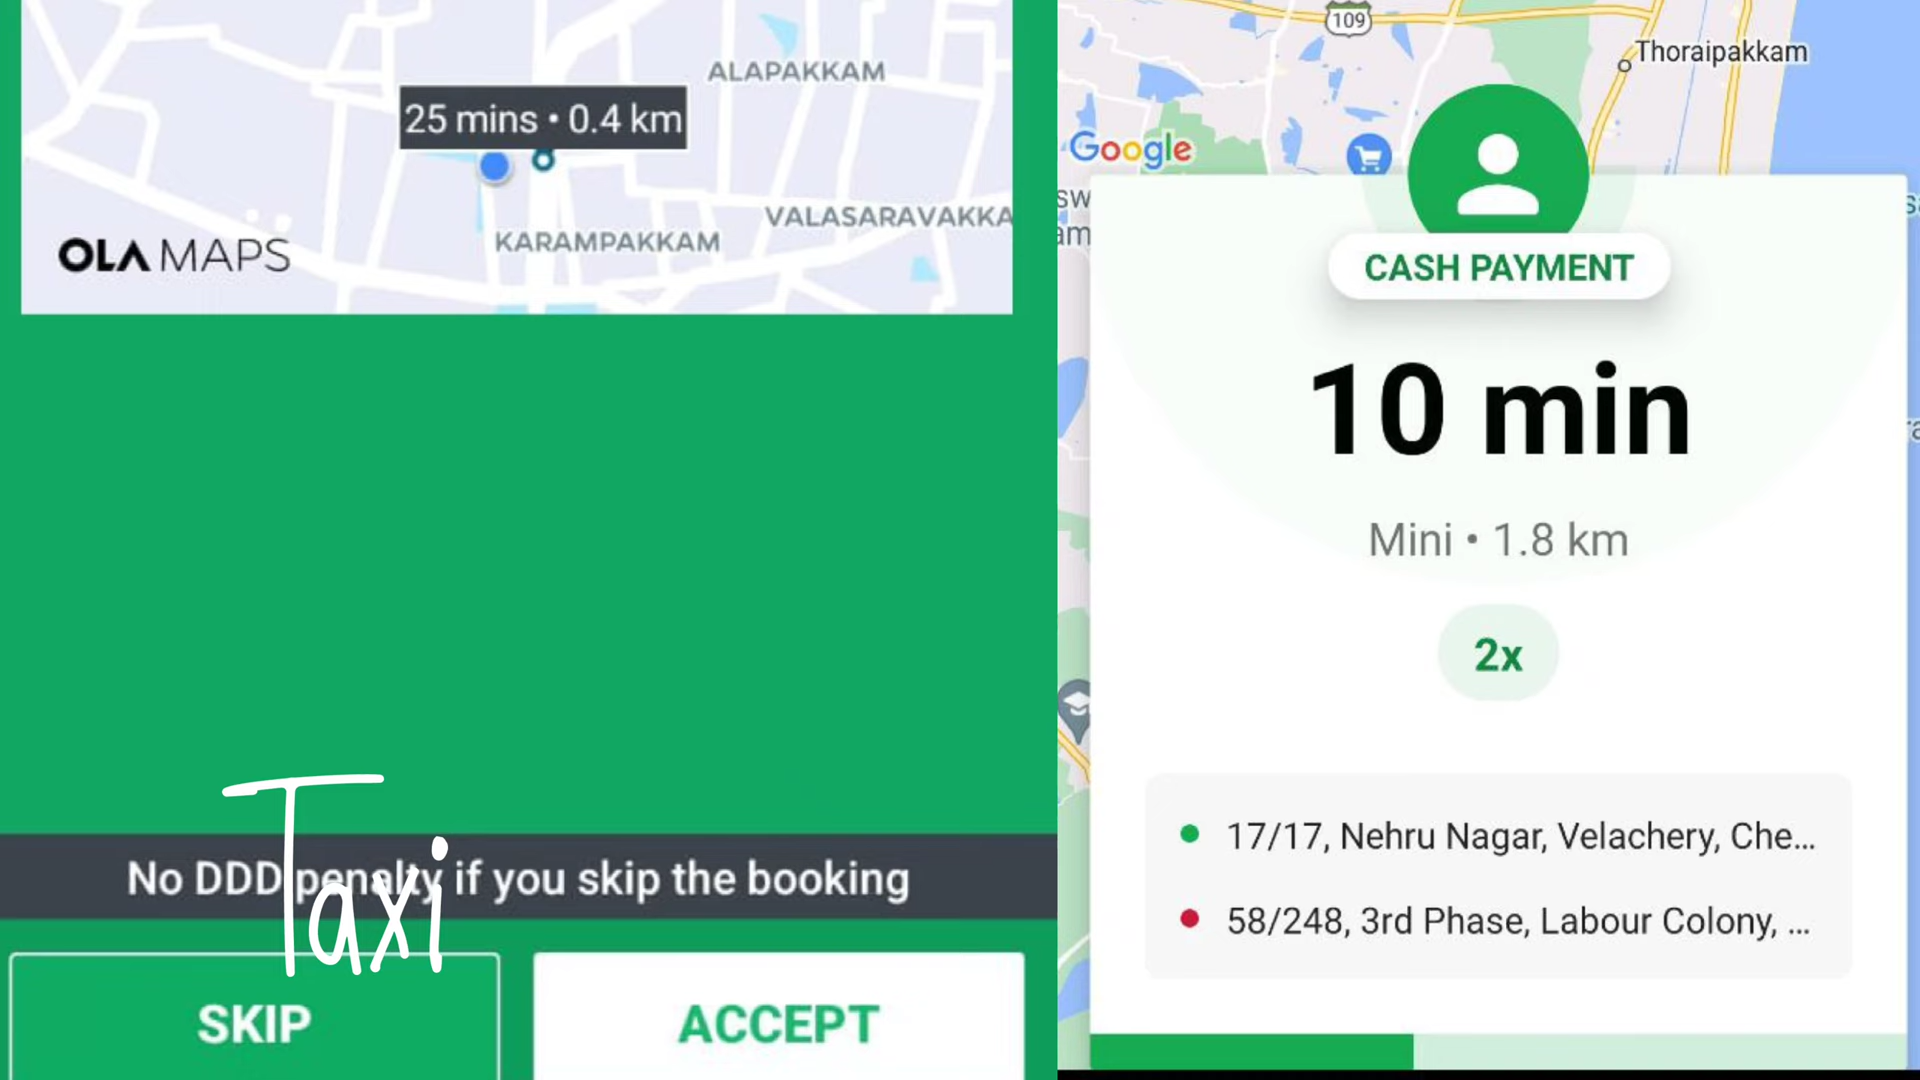 ALAPAKKAM
25 mins • 0.4 km
VALASARAVAKKA
KARAMPAKKAM
OLA MAPS
No DDD penalty if you skip the booking
Taxi
SKIP
ACCEPT
109
Thoraipakkam
Google
CASH PAYMENT
10 min
Mini • 1.8 km
2x
17/17, Nehru Nagar, Velachery, Che...
58/248, 3rd Phase, Labour Colony, ...